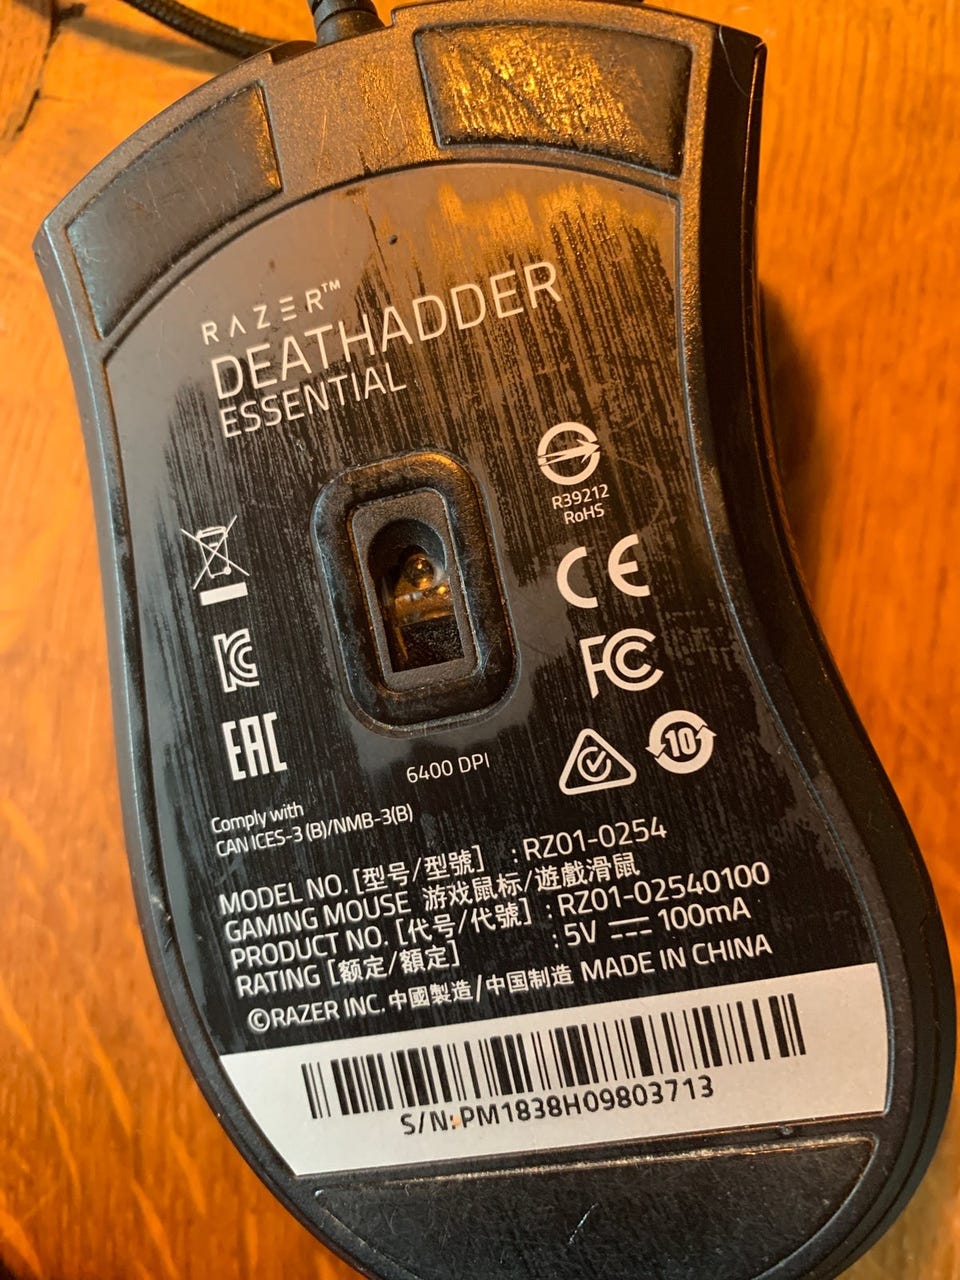 RAZER™
DEATHADDER
ESSENTIAL
R39212
RoHS
CE
FC
EAC
10
6400 DPI
Comply with
CAN ICES-3 (B)/NMB-3(B)
MODEL NO. [型号/型號] : RZ01-0254
GAMING MOUSE 游戏鼠标/遊戲滑鼠
PRODUCT NO. [代号/代號] : RZ01-02540100
RATING [额定/額定] : 5V ⎓ 100mA
©RAZER INC. 中國製造/中国制造 MADE IN CHINA
S/N:PM1838H09803713